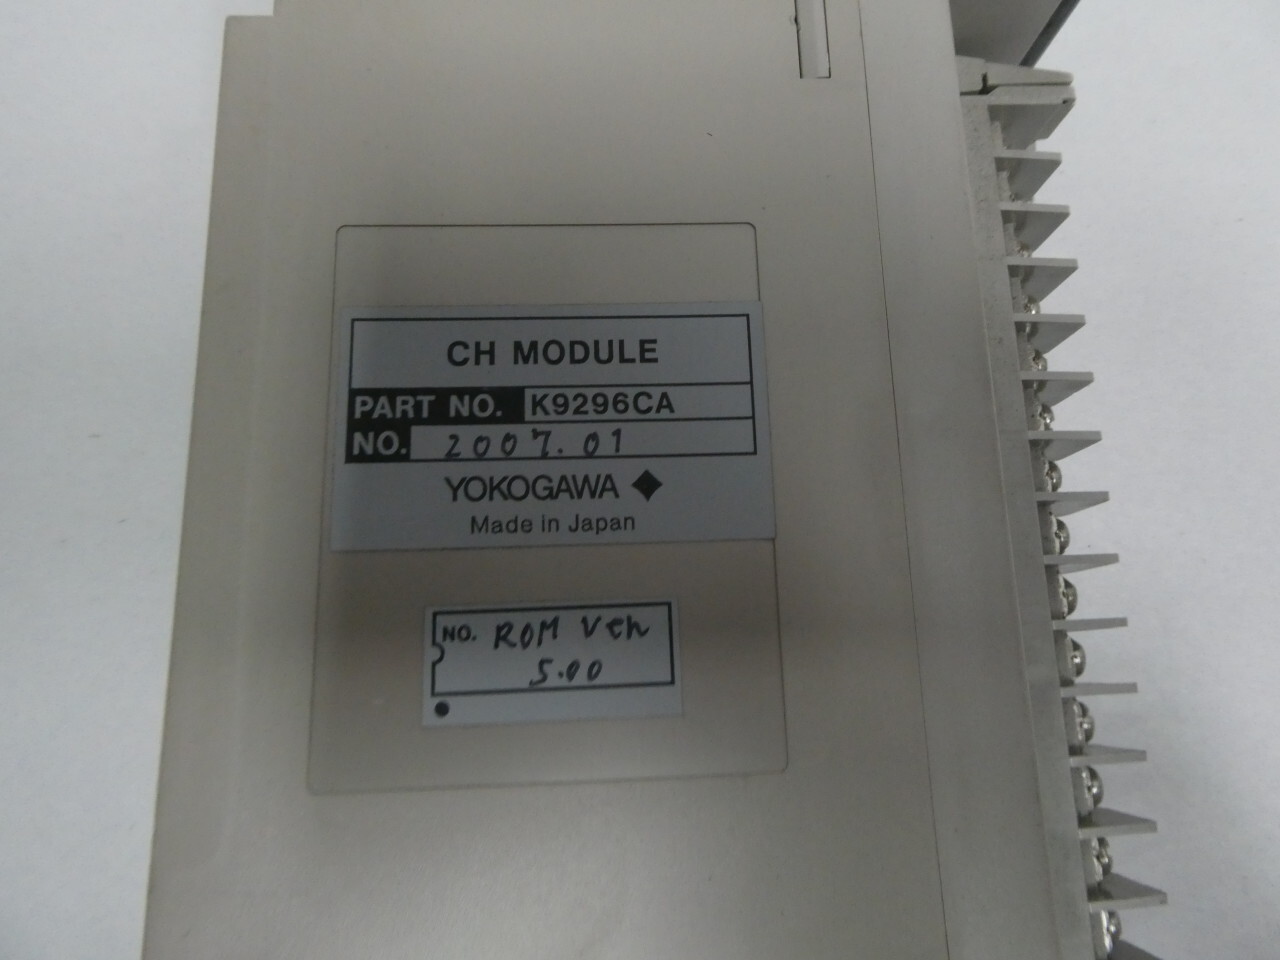 CH MODULE
PART NO. K9296CA
NO. 2007.01
YOKOGAWA
Made in Japan
NO. ROM Ver
5.00